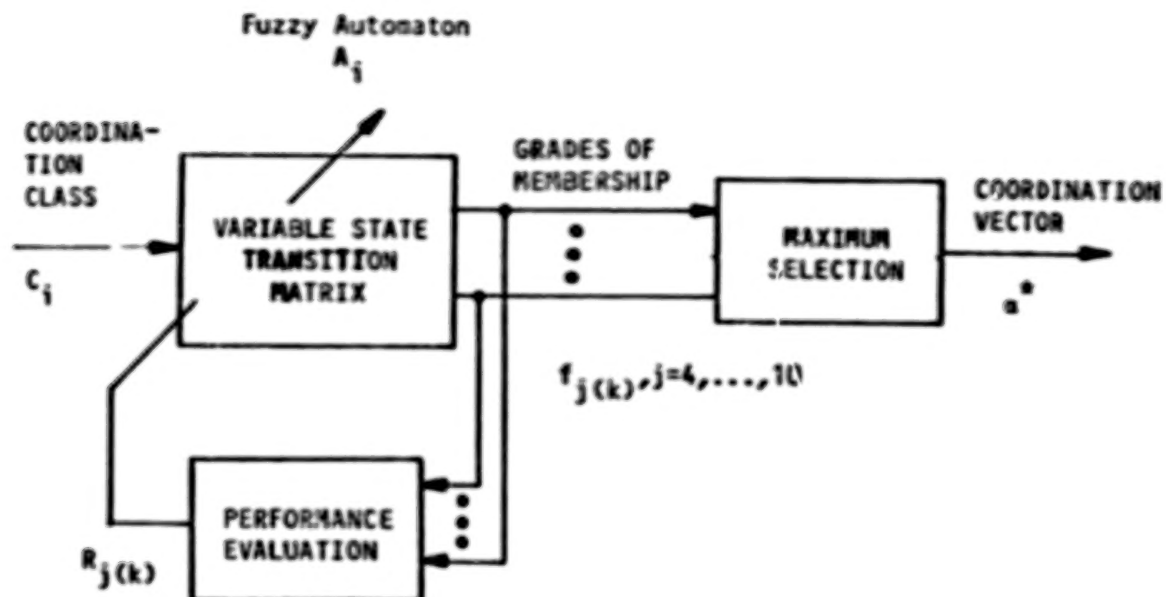 Fuzzy Automaton
A_i
COORDINA-
TION
CLASS
C_i
VARIABLE STATE
TRANSITION
MATRIX
GRADES OF
MEMBERSHIP
MAXIMUM
SELECTION
COORDINATION
VECTOR
a*
f_j(k), j=4,...,10
PERFORMANCE
EVALUATION
R_j(k)